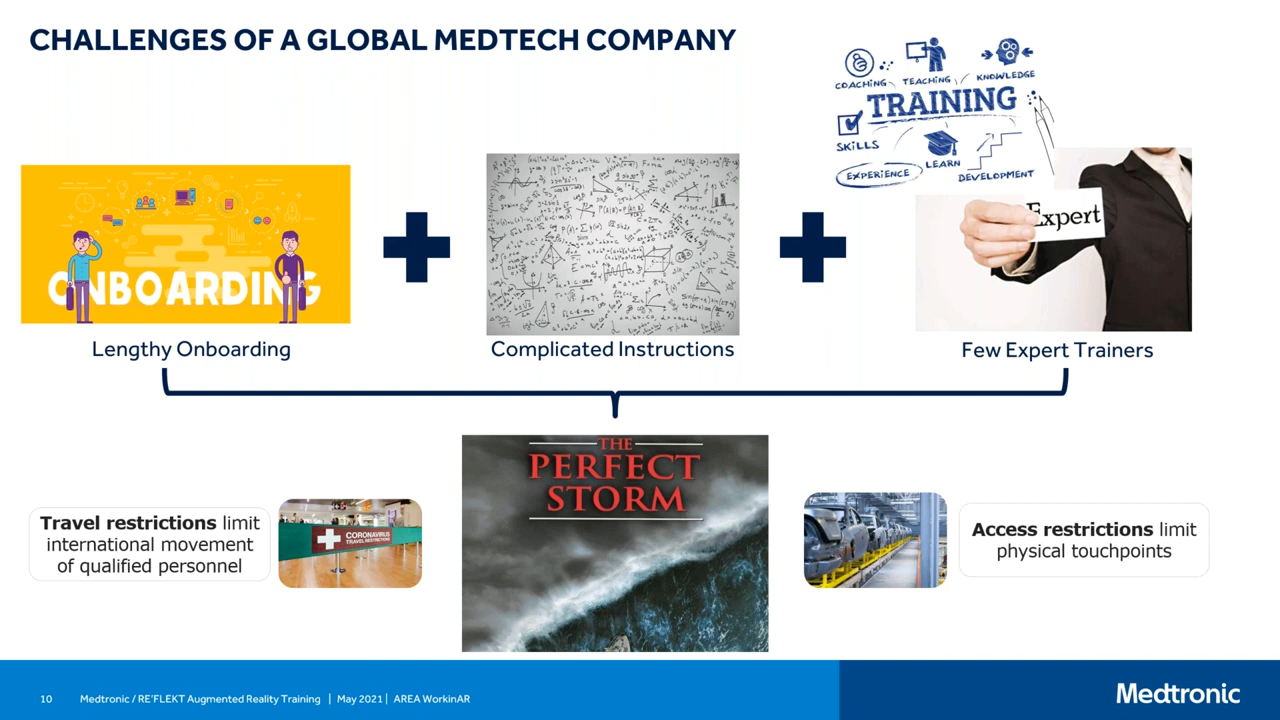 CHALLENGES OF A GLOBAL MEDTECH COMPANY
COACHING
TEACHING
KNOWLEDGE
TRAINING
SKILLS
LEARN
EXPERIENCE
DEVELOPMENT
ONBOARDING
Expert
Lengthy Onboarding
Complicated Instructions
Few Expert Trainers
THE
PERFECT
STORM
Travel restrictions limit
international movement
of qualified personnel
CORONAVIRUS
TRAVEL RESTRICTIONS
Access restrictions limit
physical touchpoints
10 Medtronic / RE'FLEKT Augmented Reality Training | May 2021 | AREA WorkinAR
Medtronic